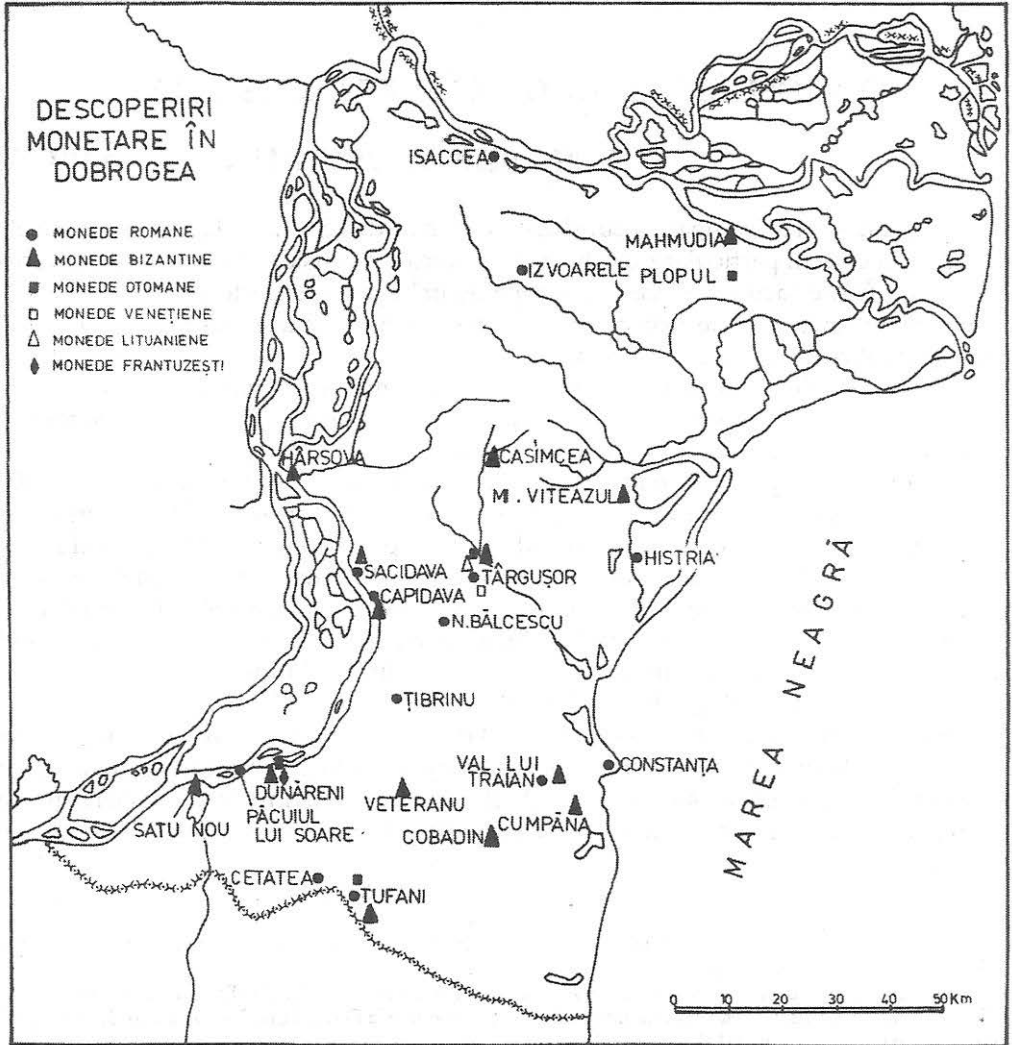 DESCOPERIRI
MONETARE ÎN
DOBROGEA
MONEDE ROMANE
MONEDE BIZANTINE
MONEDE OTOMANE
MONEDE VENEȚIENE
MONEDE LITUANIENE
MONEDE FRANTUZEȘTI
ISACCEA
MAHMUDIA
IZVOARELE
PLOPUL
HÂRSOVA
CASIMCEA
MI. VITEAZUL
HISTRIA
SACIDAVA
TÂRGUȘOR
CAPIDAVA
N.BĂLCESCU
ȚIBRINU
MAREA NEAGRĂ
VAL LUI
TRAIAN
CONSTANȚA
DUNĂRENI
VETERANU
SATU NOU
PĂCUIUL
LUI SOARE
CUMPĂNA
COBADIN
CETATEA
TUFANI
0 10 20 30 40 50 Km